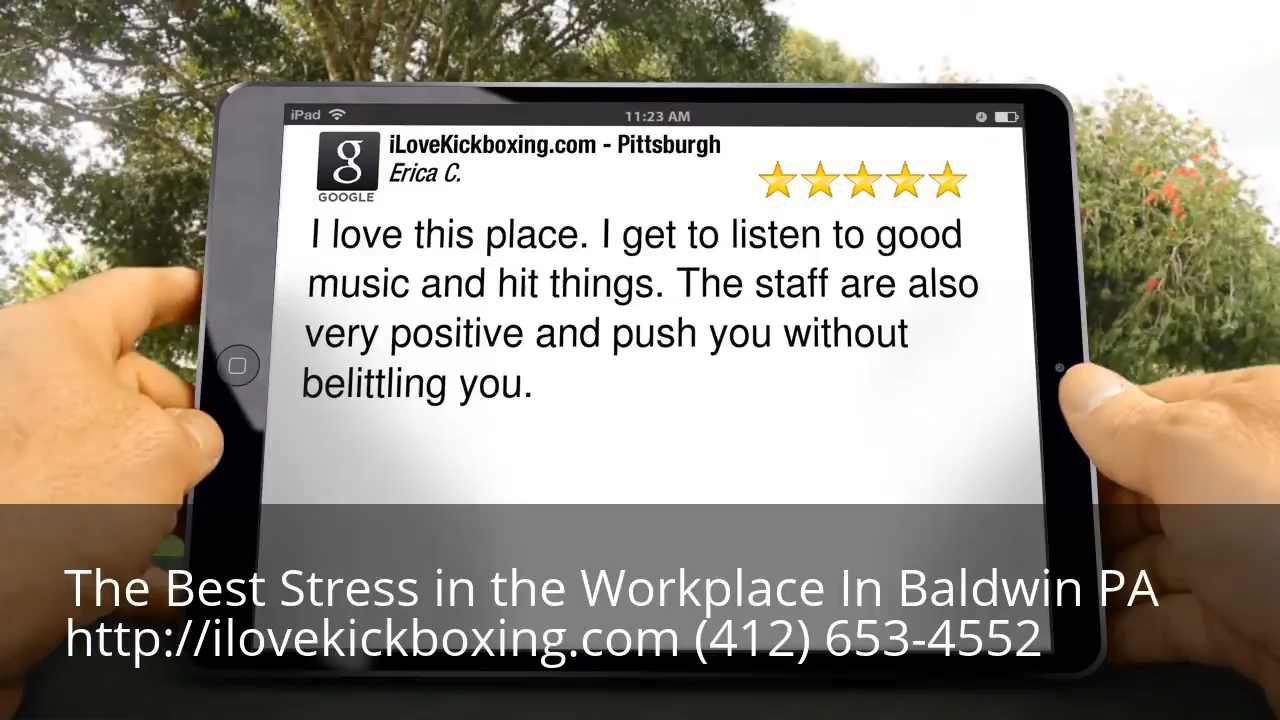 iPad 11:23 AM
g
GOOGLE
iLoveKickboxing.com - Pittsburgh
Erica C.
I love this place. I get to listen to good
music and hit things. The staff are also
very positive and push you without
belittling you.
The Best Stress in the Workplace In Baldwin PA
http://ilovekickboxing.com (412) 653-4552